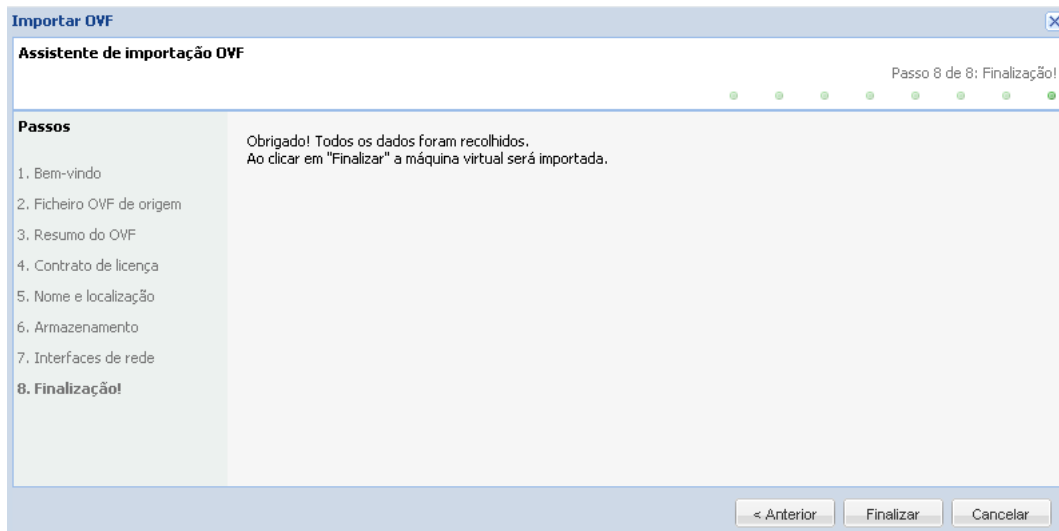 Importar OVF
Assistente de importação OVF
Passo 8 de 8: Finalização!
Passos
1. Bem-vindo
2. Ficheiro OVF de origem
3. Resumo do OVF
4. Contrato de licença
5. Nome e localização
6. Armazenamento
7. Interfaces de rede
8. Finalização!
Obrigado! Todos os dados foram recolhidos.
Ao clicar em "Finalizar" a máquina virtual será importada.
< Anterior
Finalizar
Cancelar